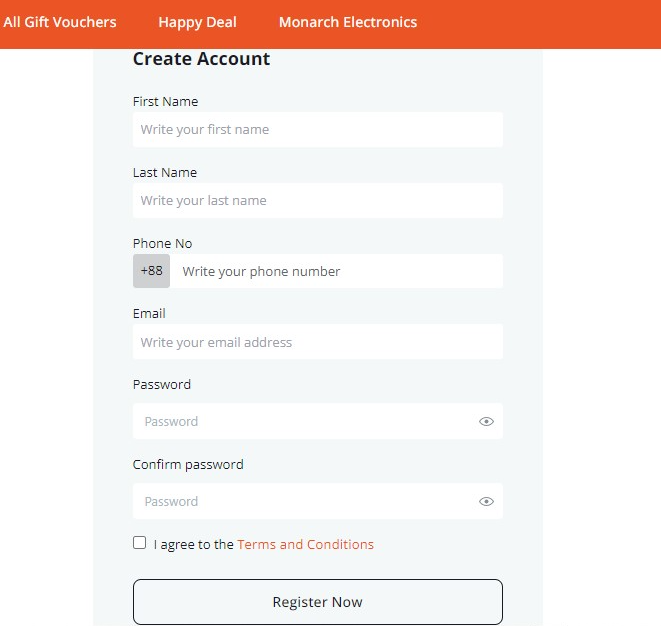 All Gift Vouchers Happy Deal Monarch Electronics
Create Account
First Name
Write your first name
Last Name
Write your last name
Phone No
+88 Write your phone number
Email
Write your email address
Password
Password
Confirm password
Password
I agree to the Terms and Conditions
Register Now